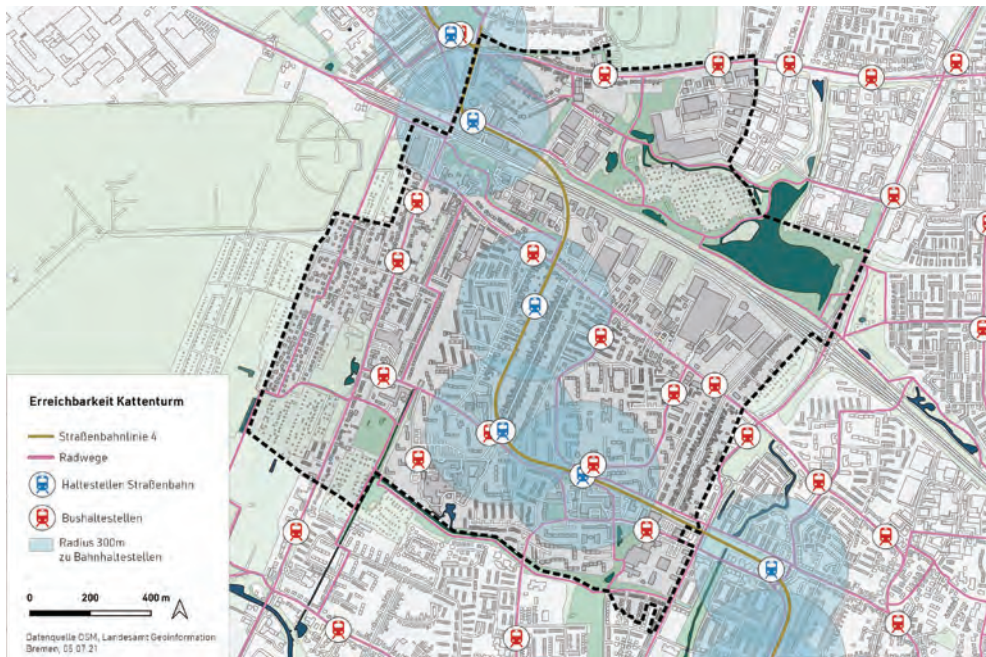 Erreichbarkeit Kattenturm
Straßenbahnlinie 4
Radwege
Haltestellen Straßenbahn
Bushaltestellen
Radius 300m
zu Bahnhaltestellen
0 200 400 m
Datenquelle OSM, Landesamt Geoinformation
Bremen, 05.07.21